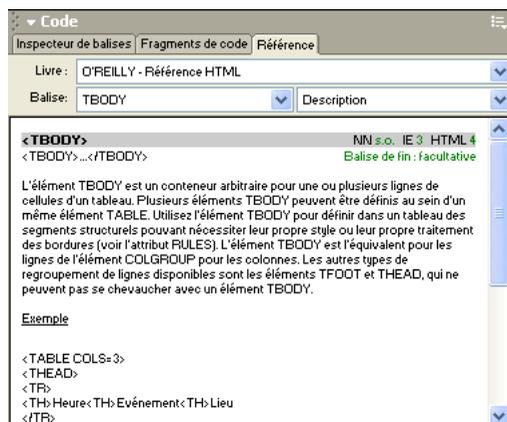 Code
Inspecteur de balises Fragments de code Référence
Livre : O'REILLY - Référence HTML
Balise: TBODY Description
<TBODY> NN s.o. IE 3 HTML 4
<TBODY>...</TBODY> Balise de fin : facultative
L'élément TBODY est un conteneur arbitraire pour une ou plusieurs lignes de
cellules d'un tableau. Plusieurs éléments TBODY peuvent être définis au sein d'un
même élément TABLE. Utilisez l'élément TBODY pour définir dans un tableau des
segments structurels pouvant nécessiter leur propre style ou leur propre traitement
des bordures (voir l'attribut RULES). L'élément TBODY est l'équivalent pour les
lignes de l'élément COLGROUP pour les colonnes. Les autres types de
regroupement de lignes disponibles sont les éléments TFOOT et THEAD, qui ne
peuvent pas se chevaucher avec un élément TBODY.
Exemple
<TABLE COLS=3>
<THEAD>
<TR>
<TH>Heure<TH>Evénement<TH>Lieu
</TR>